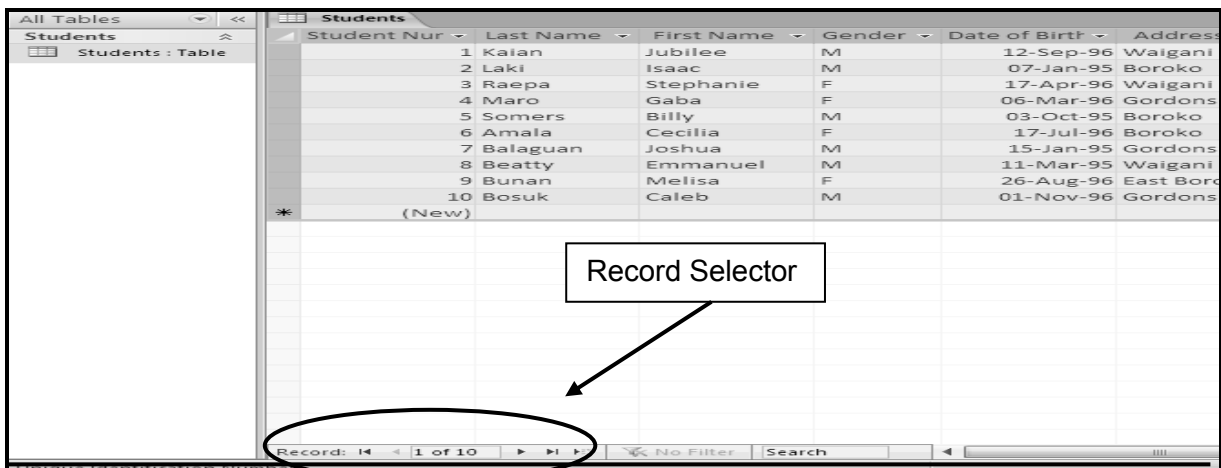 All Tables « Students
Students Student Nur Last Name First Name Gender Date of Birth Address
Students : Table 1 Kaian Jubilee M 12-Sep-96 Waigani
2 Laki Isaac M 07-Jan-95 Boroko
3 Raepa Stephanie F 17-Apr-96 Waigani
4 Maro Gaba F 06-Mar-96 Gordons
5 Somers Billy M 03-Oct-95 Boroko
6 Amala Cecilia F 17-Jul-96 Boroko
7 Balaguan Joshua M 15-Jan-95 Gordons
8 Beatty Emmanuel M 11-Mar-95 Waigani
9 Bunan Melisa F 26-Aug-96 East Boro
10 Bosuk Caleb M 01-Nov-96 Gordons
* (New)
Record Selector
Record: 1 of 10 No Filter Search